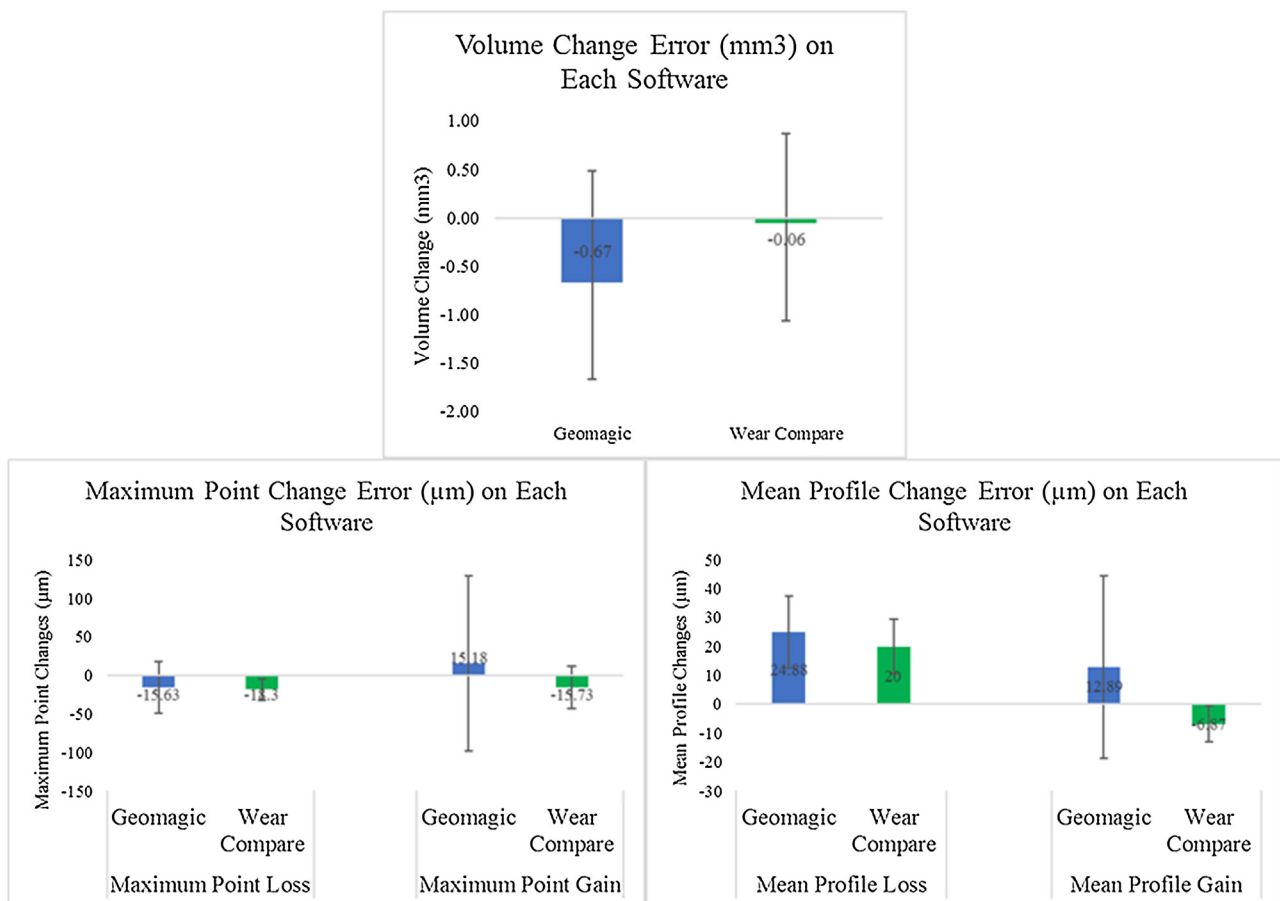 Volume Change Error (mm3) on
Each Software
Volume Change (mm3)
1.00
0.50
0.00
-0.50
-1.00
-1.50
-2.00
-0.67
-0.06
Geomagic
Wear Compare
Maximum Point Change Error (µm) on Each
Software
Maximum Point Changes (µm)
150
100
50
0
-50
-100
-150
-15.63
-18.3
15.18
-15.73
Geomagic
Wear
Compare
Geomagic
Wear
Compare
Maximum Point Loss
Maximum Point Gain
Mean Profile Change Error (µm) on Each
Software
Mean Profile Changes (µm)
50
40
30
20
10
0
-10
-20
-30
24.88
20
12.89
-6.87
Geomagic
Wear
Compare
Geomagic
Wear
Compare
Mean Profile Loss
Mean Profile Gain